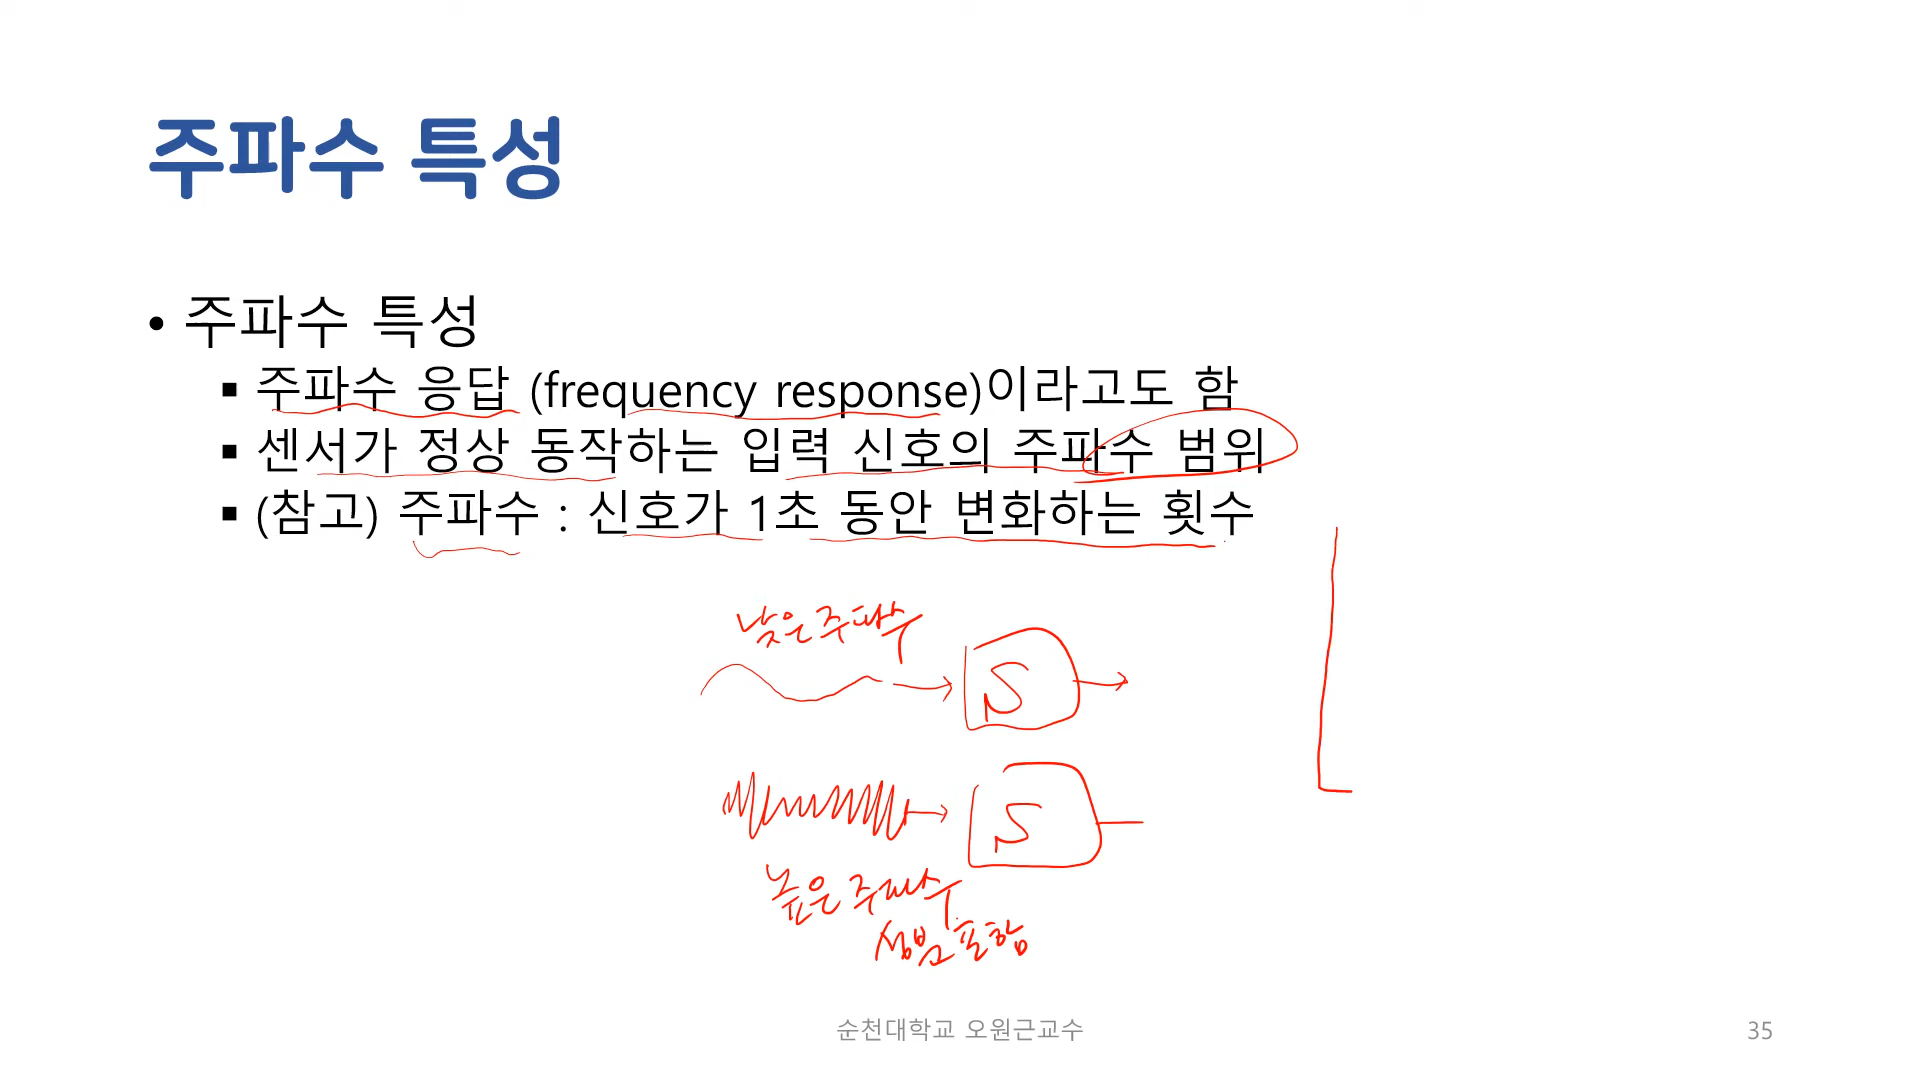 주파수 특성
• 주파수 특성
▪ 주파수 응답 (frequency response)이라고도 함
▪ 센서가 정상 동작하는 입력 신호의 주파수 범위
▪ (참고) 주파수 : 신호가 1초 동안 변화하는 횟수
낮은 주파수
S
S
높은 주파수
성분 포함
순천대학교 오원근교수
35